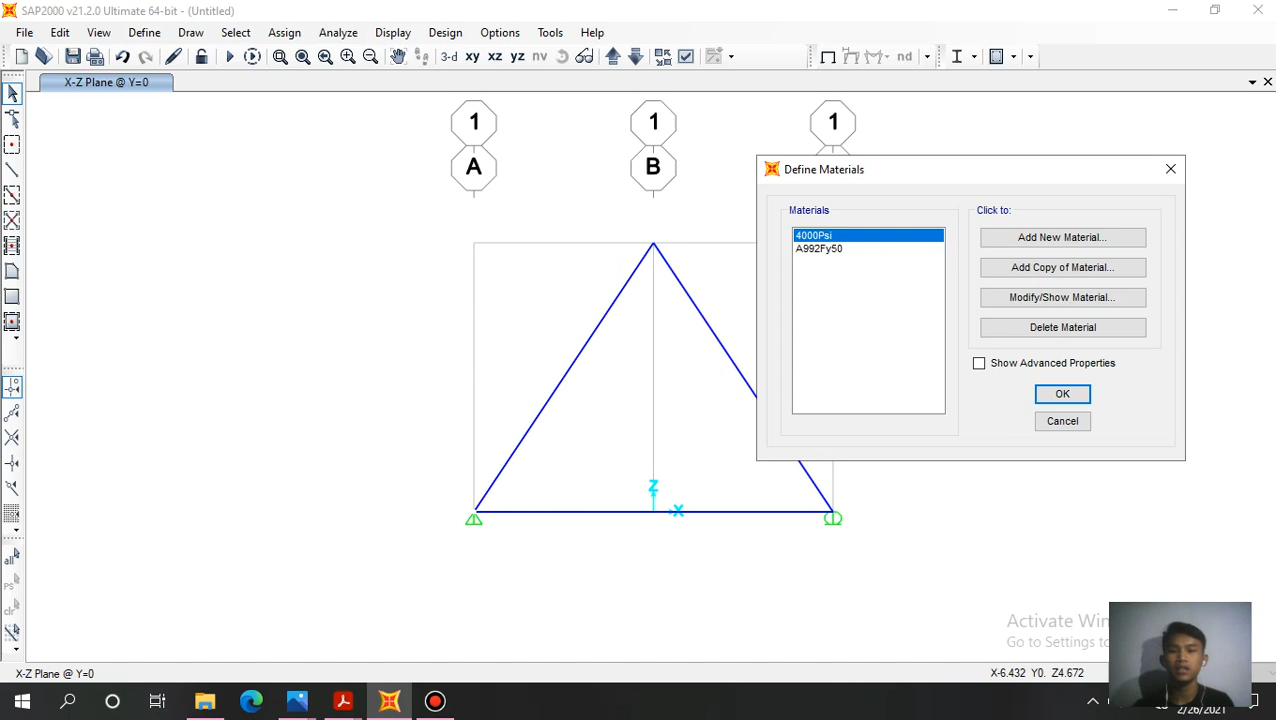 SAP2000 v21.2.0 Ultimate 64-bit - (Untitled)
File Edit View Define Draw Select Assign Analyze Display Design Options Tools Help
3-d xy xz yz nv nd
X-Z Plane @ Y=0
1 1 1
A B
Define Materials
Materials
4000Psi
A992Fy50
Click to:
Add New Material...
Add Copy of Material...
Modify/Show Material...
Delete Material
Show Advanced Properties
OK
Cancel
Z
X
all
PS
clr
Activate Win
Go to Settings to
X-Z Plane @ Y=0
X-6.432 Y0. Z4.672
2/26/2021